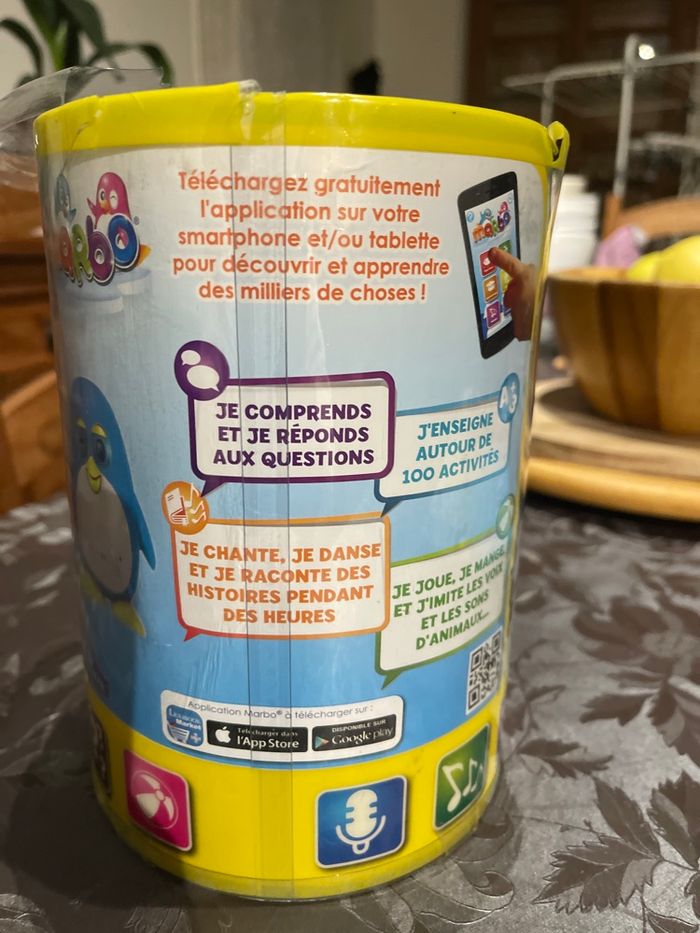 Téléchargez gratuitement
l'application sur votre
smartphone et/ou tablette
pour découvrir et apprendre
des milliers de choses !
marbo
JE COMPRENDS
ET JE RÉPONDS
AUX QUESTIONS
J'ENSEIGNE
AUTOUR DE
100 ACTIVITÉS
JE CHANTE, JE DANSE
ET JE RACONTE DES
HISTOIRES PENDANT
DES HEURES
JE JOUE, JE MANGE,
ET J'IMITE LES VOIX
ET LES SONS
D'ANIMAUX...
Application Marbo® à télécharger sur :
LEXIBOOK
Market
Télécharger dans
l'App Store
DISPONIBLE SUR
Google play